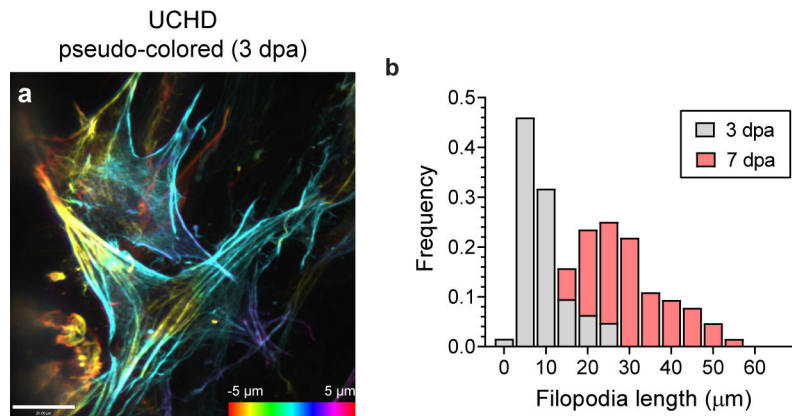 UCHD
pseudo-colored (3 dpa)
a
-5 µm 5 µm
b
0.5
0.4
0.3
0.2
0.1
0.0
Frequency
3 dpa
7 dpa
0 10 20 30 40 50 60
Filopodia length (µm)